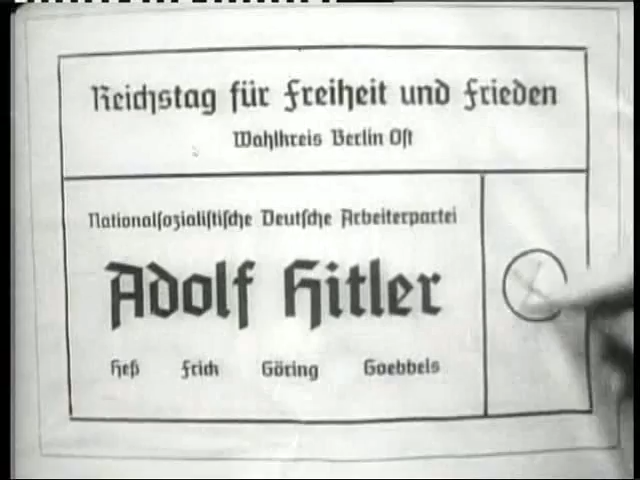 Reichstag für Freiheit und Frieden
Wahlkreis Berlin Ost
Nationalsozialistische Deutsche Arbeiterpartei
Adolf Hitler
Heß Frick Göring Goebbels